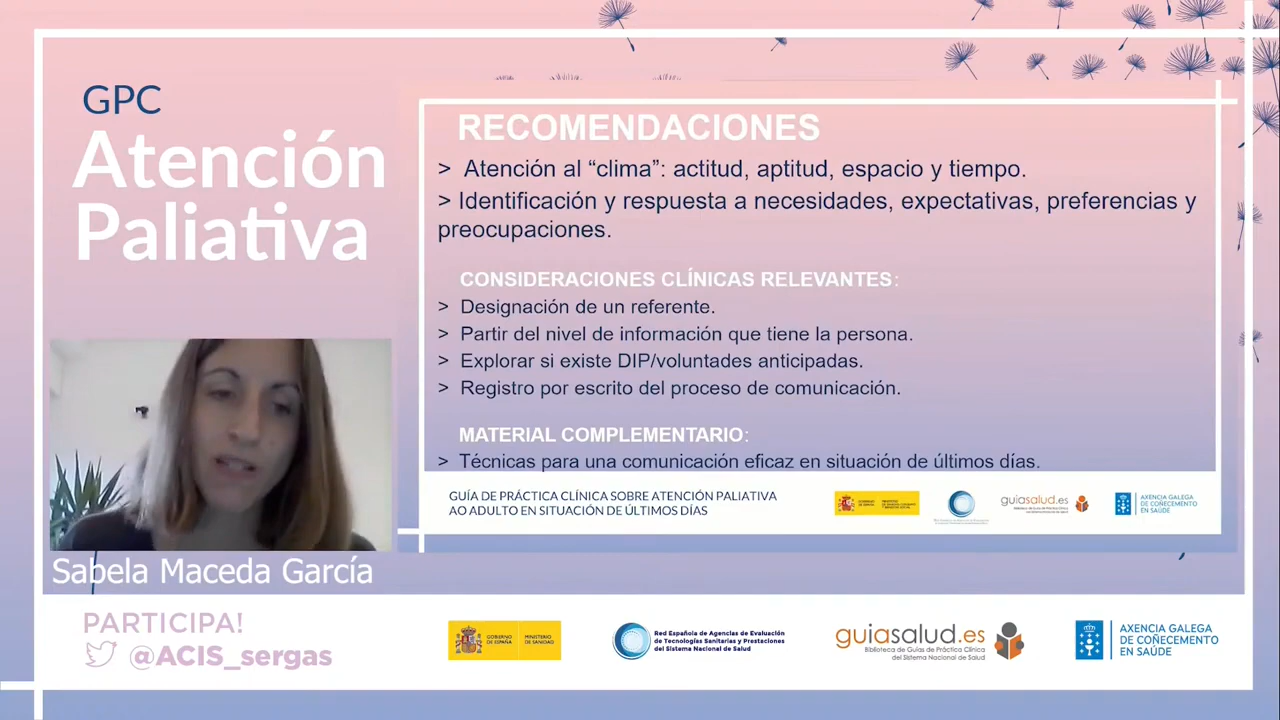 GPC
Atención
Paliativa
RECOMENDACIONES
> Atención al “clima”: actitud, aptitud, espacio y tiempo.
> Identificación y respuesta a necesidades, expectativas, preferencias y
preocupaciones.
CONSIDERACIONES CLÍNICAS RELEVANTES:
> Designación de un referente.
> Partir del nivel de información que tiene la persona.
> Explorar si existe DIP/voluntades anticipadas.
> Registro por escrito del proceso de comunicación.
MATERIAL COMPLEMENTARIO:
> Técnicas para una comunicación eficaz en situación de últimos días.
GUÍA DE PRÁCTICA CLÍNICA SOBRE ATENCIÓN PALIATIVA
AO ADULTO EN SITUACIÓN DE ÚLTIMOS DÍAS
guiasalud.es
AXENCIA GALEGA
DE COÑECEMENTO
EN SAÚDE
Sabela Maceda García
PARTICIPA!
@ACIS_sergas
GOBIERNO
DE ESPAÑA
MINISTERIO
DE SANIDAD
Red Española de Agencias de Evaluación
de Tecnologías Sanitarias y Prestaciones
del Sistema Nacional de Salud
guiasalud.es
Biblioteca de Guías de Práctica Clínica
del Sistema Nacional de Salud
AXENCIA GALEGA
DE COÑECEMENTO
EN SAÚDE